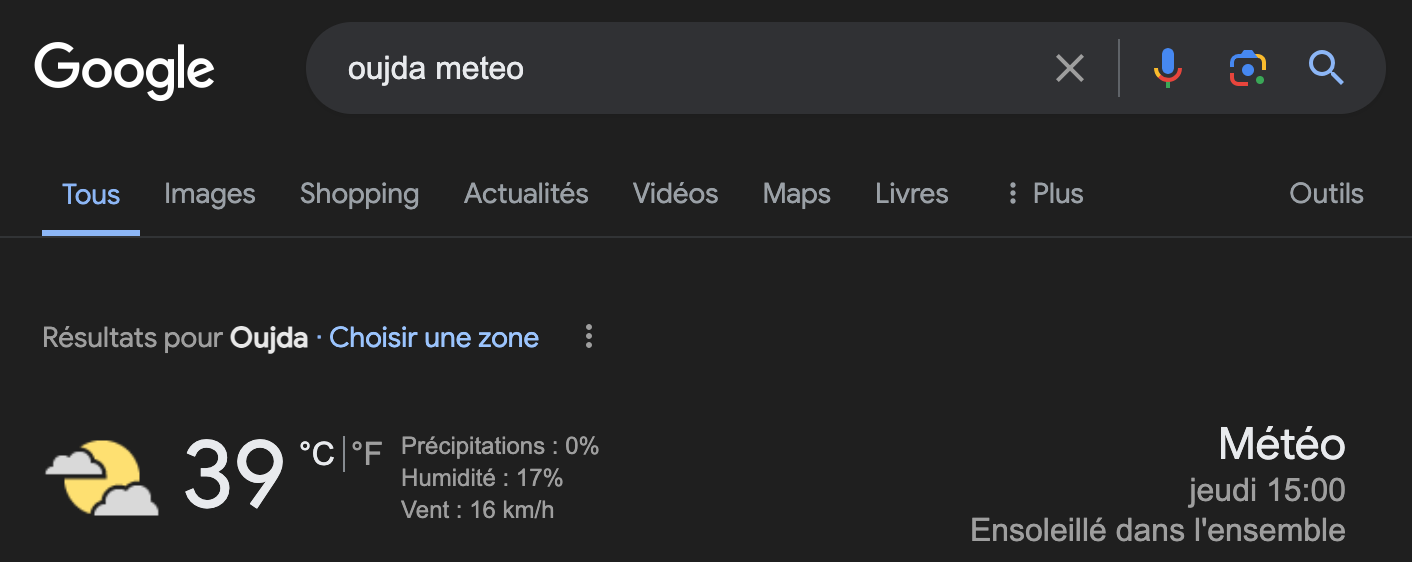 Google
oujda meteo
Tous Images Shopping Actualités Vidéos Maps Livres Plus Outils
Résultats pour Oujda · Choisir une zone
39 °C | °F
Précipitations : 0%
Humidité : 17%
Vent : 16 km/h
Météo
jeudi 15:00
Ensoleillé dans l'ensemble